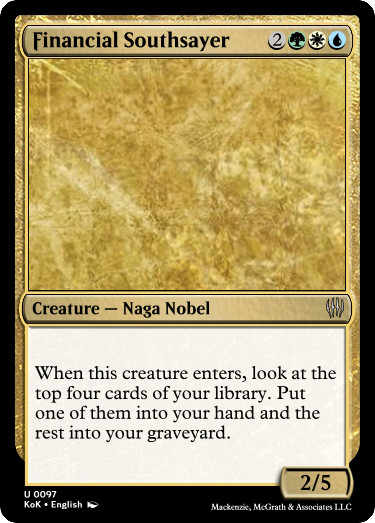 Financial Southsayer 2
Creature — Naga Nobel
When this creature enters, look at the
top four cards of your library. Put
one of them into your hand and the
rest into your graveyard.
2/5
U 0097
KoK • English
Mackenzie, McGrath & Associates LLC